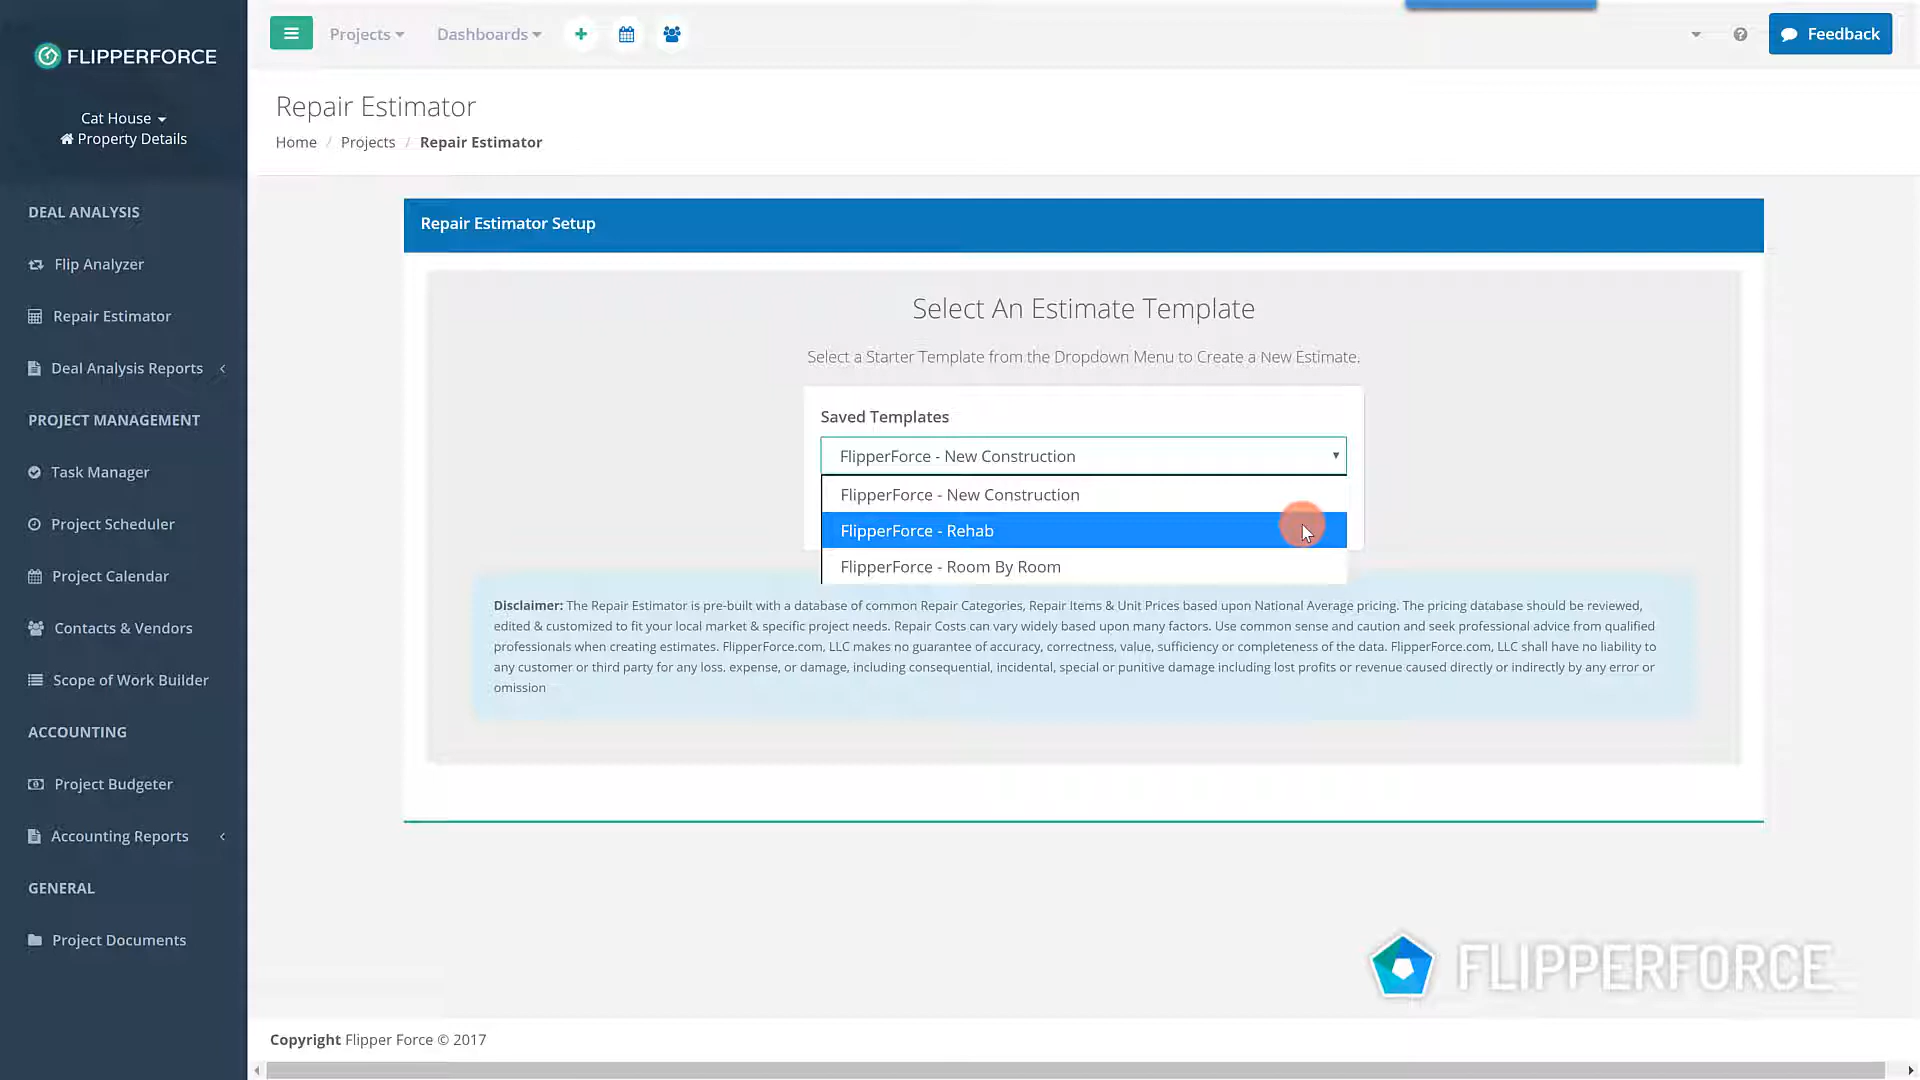 FLIPPERFORCE
Projects
Dashboards
Feedback
Cat House
Property Details
Repair Estimator
Home / Projects / Repair Estimator
DEAL ANALYSIS
Flip Analyzer
Repair Estimator
Deal Analysis Reports
PROJECT MANAGEMENT
Task Manager
Project Scheduler
Project Calendar
Contacts & Vendors
Scope of Work Builder
ACCOUNTING
Project Budgeter
Accounting Reports
GENERAL
Project Documents
Repair Estimator Setup
Select An Estimate Template
Select a Starter Template from the Dropdown Menu to Create a New Estimate.
Saved Templates
FlipperForce - New Construction
FlipperForce - New Construction
FlipperForce - Rehab
FlipperForce - Room By Room
Disclaimer: The Repair Estimator is pre-built with a database of common Repair Categories, Repair Items & Unit Prices based upon National Average pricing. The pricing database should be reviewed,
edited & customized to fit your local market & specific project needs. Repair Costs can vary widely based upon many factors. Use common sense and caution and seek professional advice from qualified
professionals when creating estimates. FlipperForce.com, LLC makes no guarantee of accuracy, correctness, value, sufficiency or completeness of the data. FlipperForce.com, LLC shall have no liability to
any customer or third party for any loss. expense, or damage, including consequential, incidental, special or punitive damage including lost profits or revenue caused directly or indirectly by any error or
omission
FLIPPERFORCE
Copyright Flipper Force © 2017